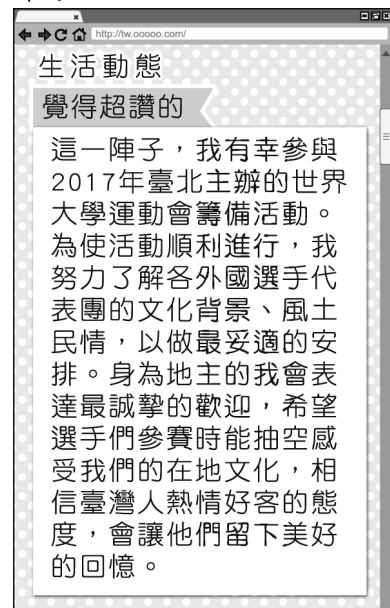 http://tw.ooooo.com/
生活動態
覺得超讚的
這一陣子，我有幸參與
2017年臺北主辦的世界
大學運動會籌備活動。
為使活動順利進行，我
努力了解各外國選手代
表團的文化背景、風土
民情，以做最妥適的安
排。身為地主的我會表
達最誠摯的歡迎，希望
選手們參賽時能抽空感
受我們的在地文化，相
信臺灣人熱情好客的態
度，會讓他們留下美好
的回憶。